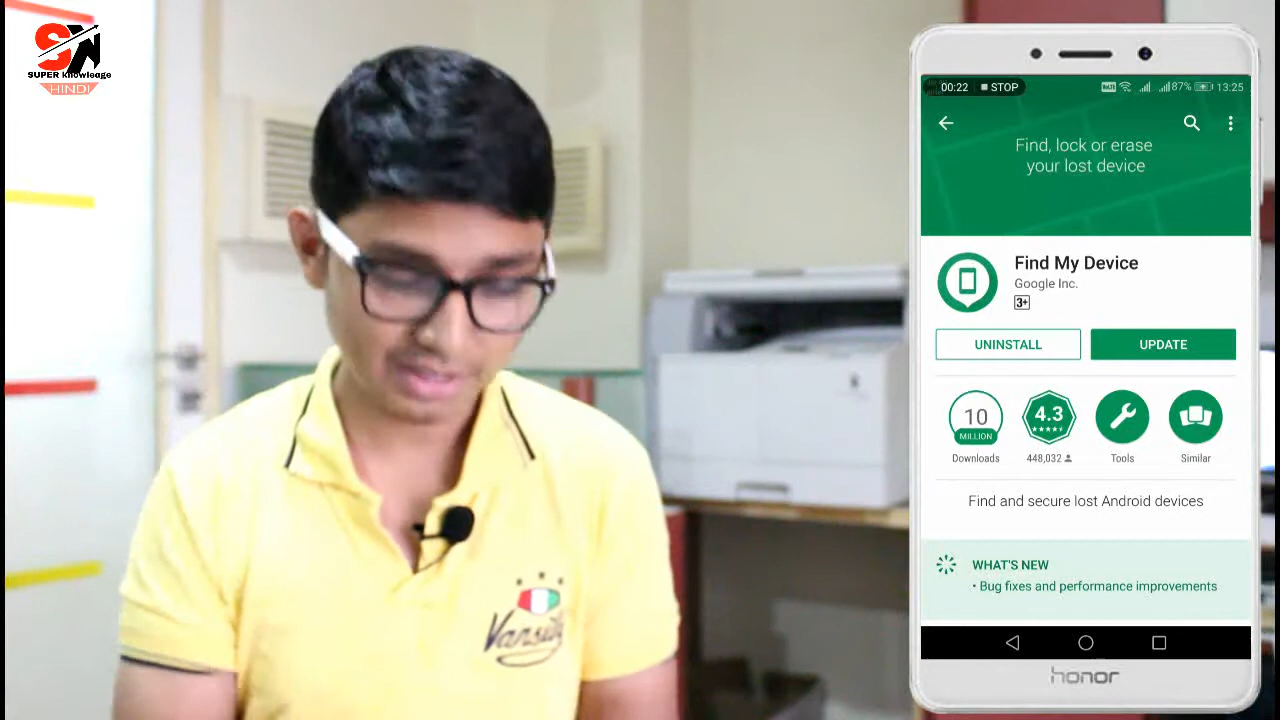 SUPER Knowleage
HINDI
00:22 STOP
87% 13:25
Find, lock or erase
your lost device
Find My Device
Google Inc.
3+
UNINSTALL
UPDATE
10
MILLION
Downloads
4.3
448,032
Tools
Similar
Find and secure lost Android devices
WHAT'S NEW
• Bug fixes and performance improvements
honor
Varsity